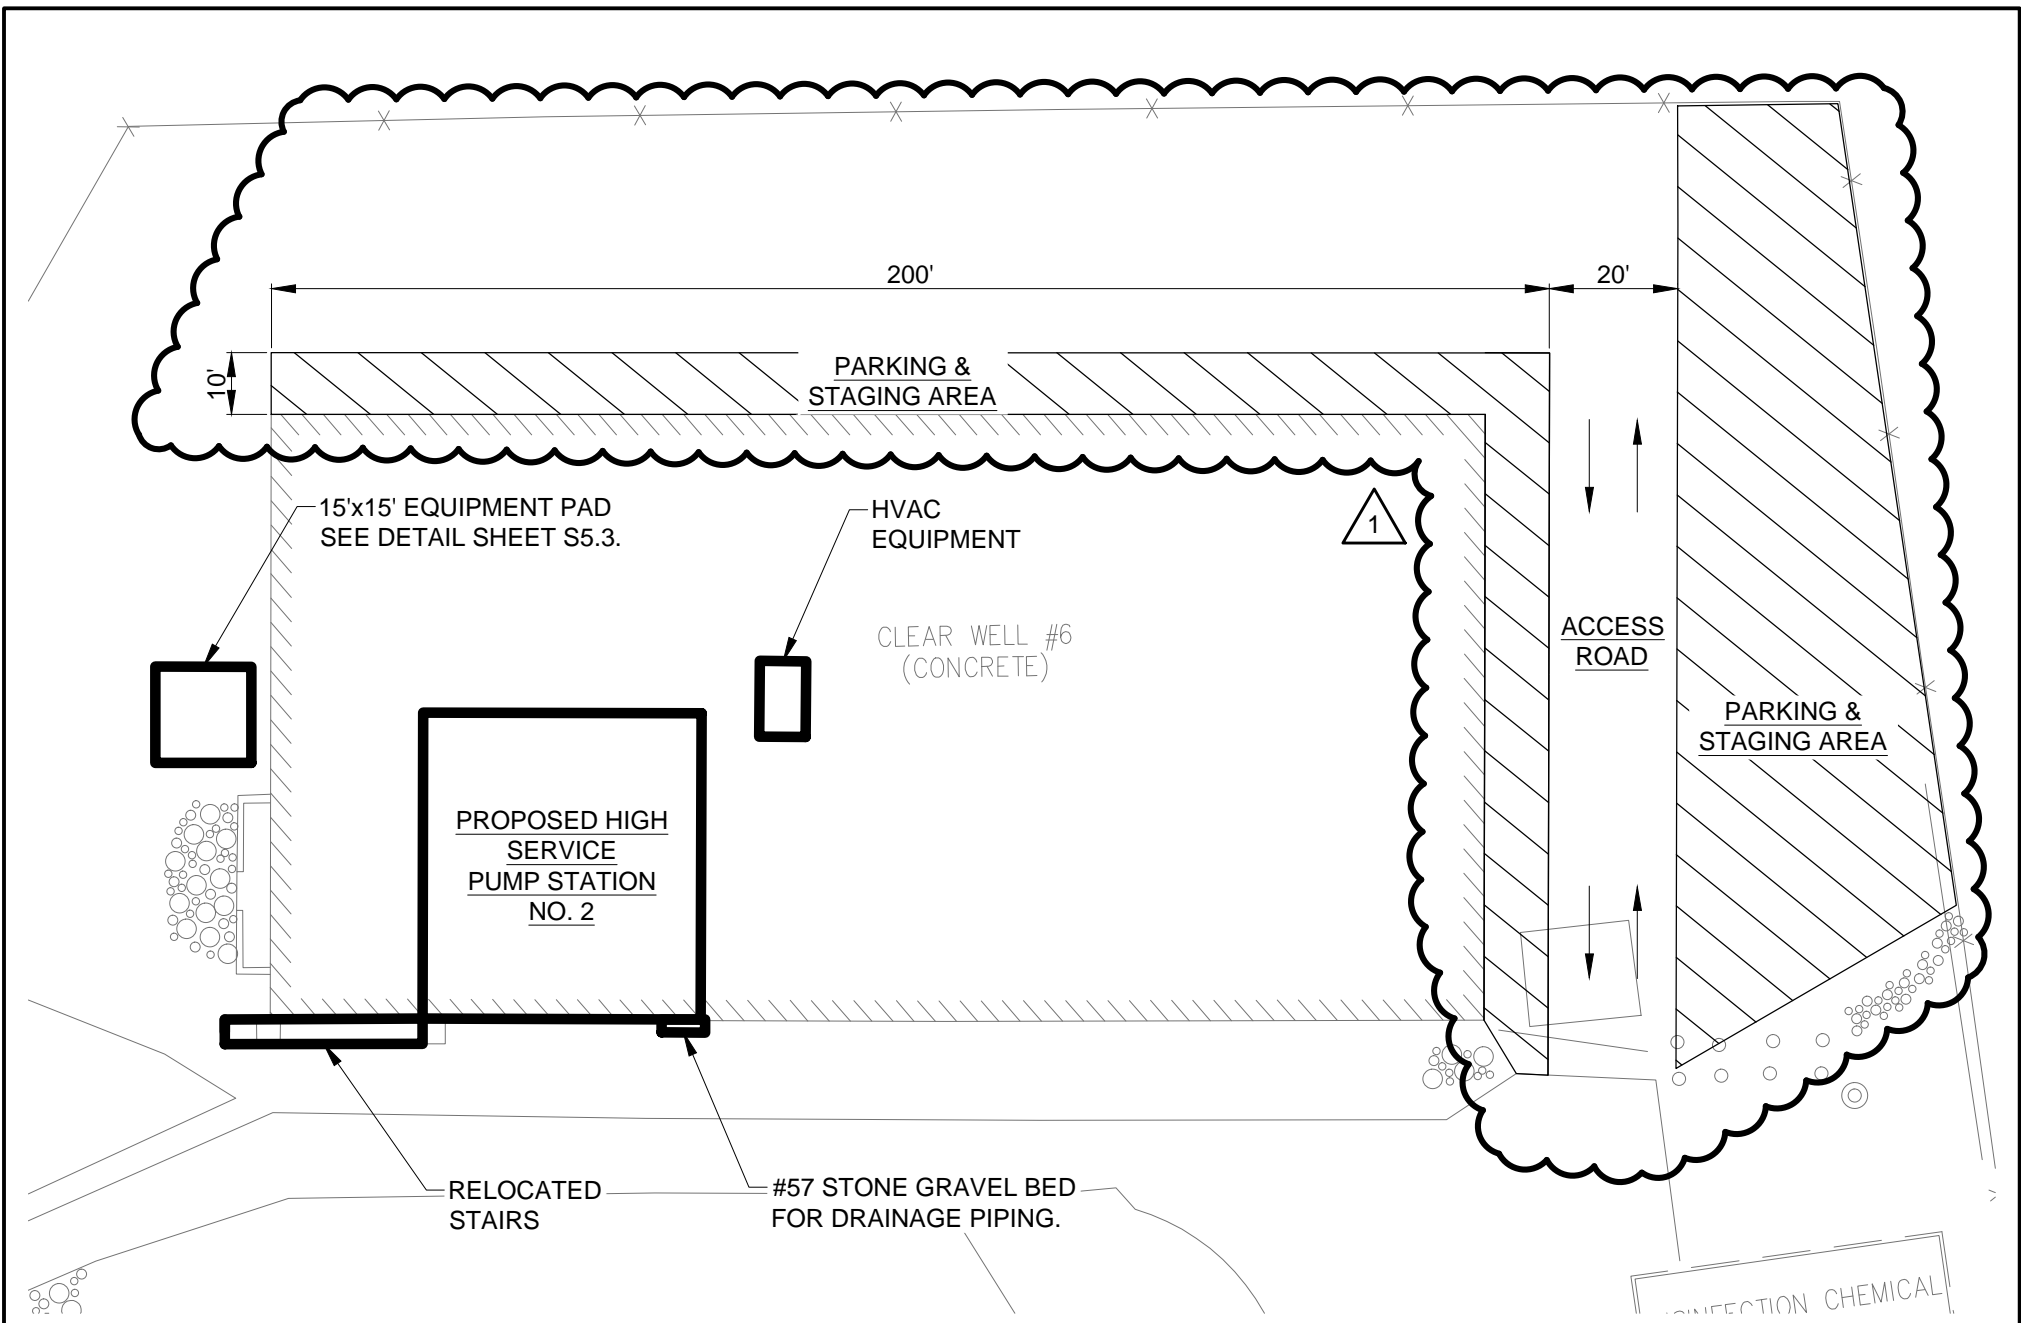 200'
20'
10'
PARKING &
STAGING AREA
15'x15' EQUIPMENT PAD
SEE DETAIL SHEET S5.3.
HVAC
EQUIPMENT
1
CLEAR WELL #6
(CONCRETE)
ACCESS
ROAD
PARKING &
STAGING AREA
PROPOSED HIGH
SERVICE
PUMP STATION
NO. 2
RELOCATED
STAIRS
#57 STONE GRAVEL BED
FOR DRAINAGE PIPING.
CHEMICAL